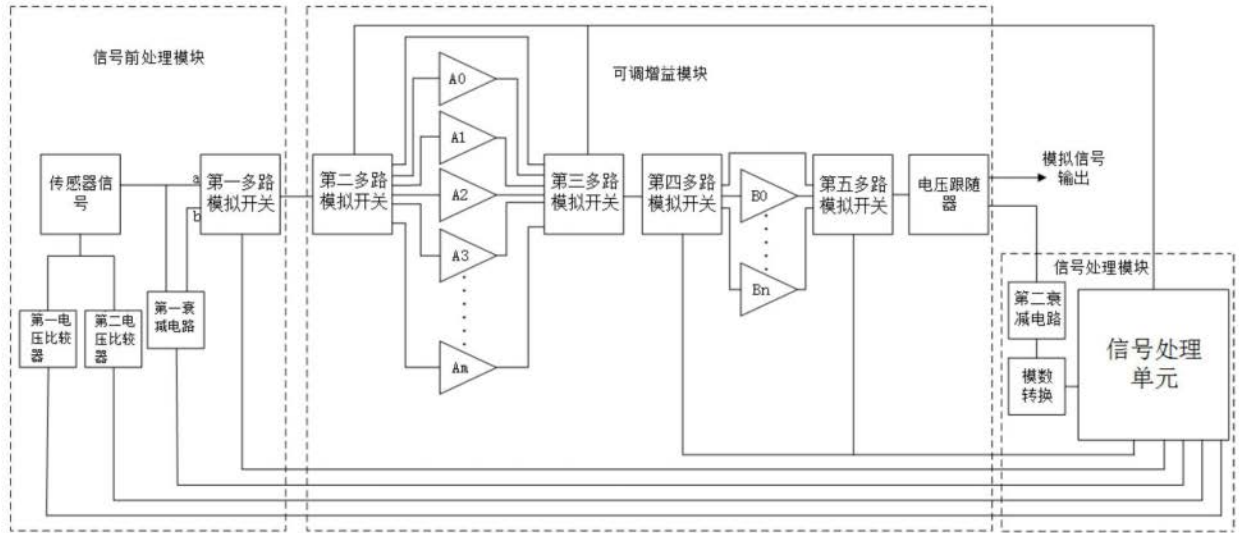 信号前处理模块
可调增益模块
A0
A1
A2
A3
Am
传感器信
号
a
b
第一多路
模拟开关
第二多路
模拟开关
第三多路
模拟开关
第四多路
模拟开关
B0
Bn
第五多路
模拟开关
电压跟随
器
模拟信号
输出
第一电
压比较
器
第二电
压比较
器
第一衰
减电路
信号处理模块
第二衰
减电路
模数
转换
信号处理
单元